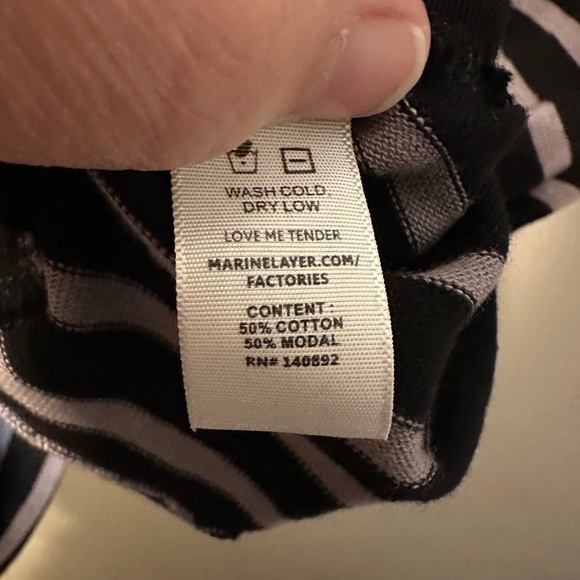 WASH COLD
DRY LOW
LOVE ME TENDER
MARINELAYER.COM/
FACTORIES
CONTENT :
50% COTTON
50% MODAL
RN# 140892